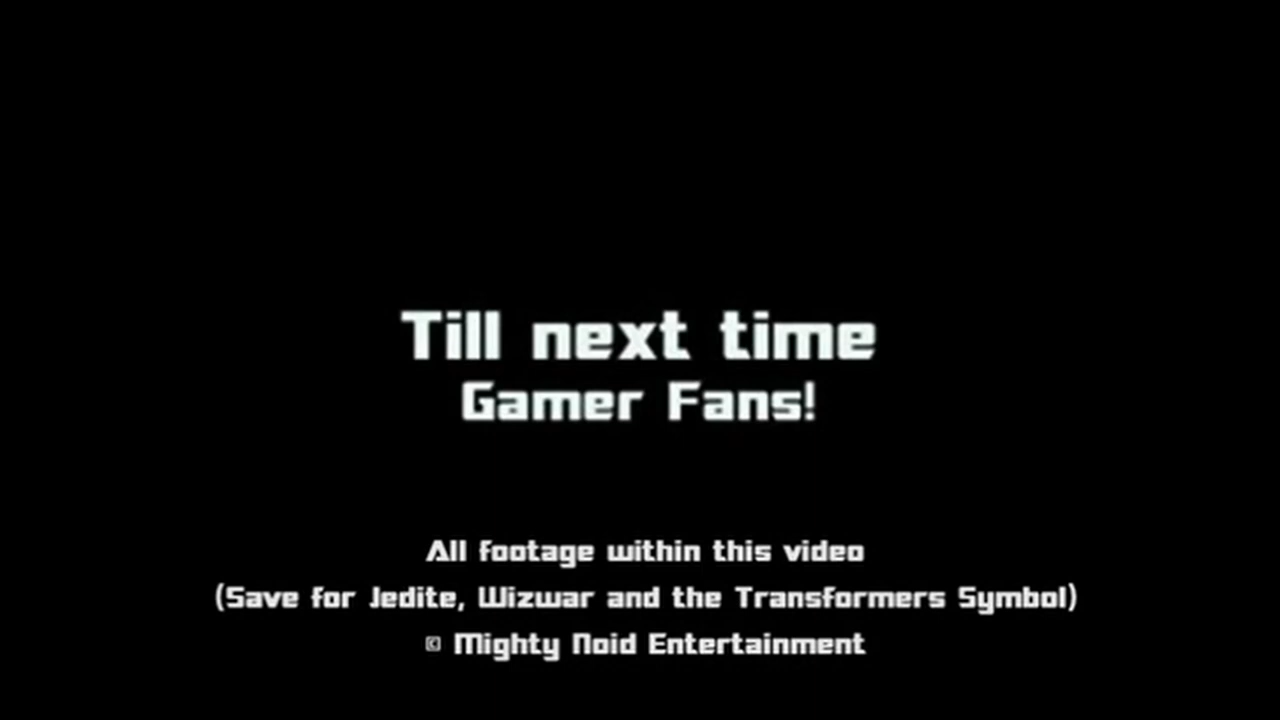 Till next time
Gamer Fans!
All footage within this video
(Save for Jedite, Wizwar and the Transformers Symbol)
© Mighty Noid Entertainment